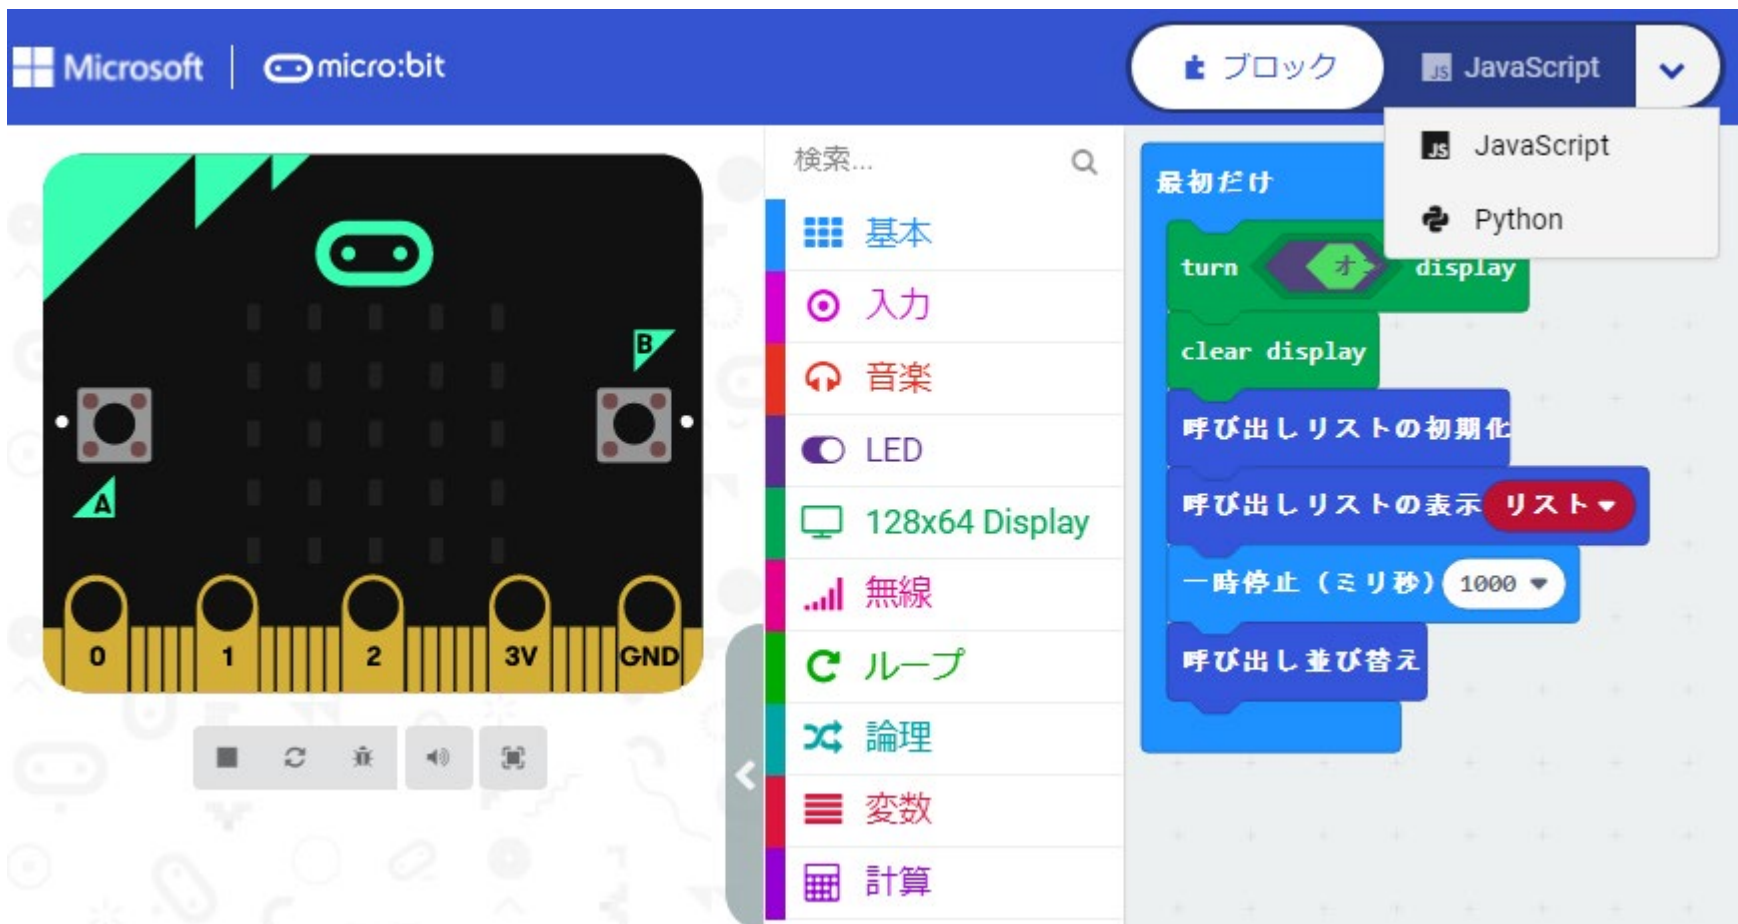 Microsoft micro:bit
ブロック
JavaScript
JavaScript
Python
B
A
0 1 2 3V GND
検索...
基本
入力
音楽
LED
128x64 Display
無線
ループ
論理
変数
計算
最初だけ
turn オン display
clear display
呼び出し リストの初期化
呼び出し リストの表示 リスト
一時停止（ミリ秒） 1000
呼び出し 並び替え